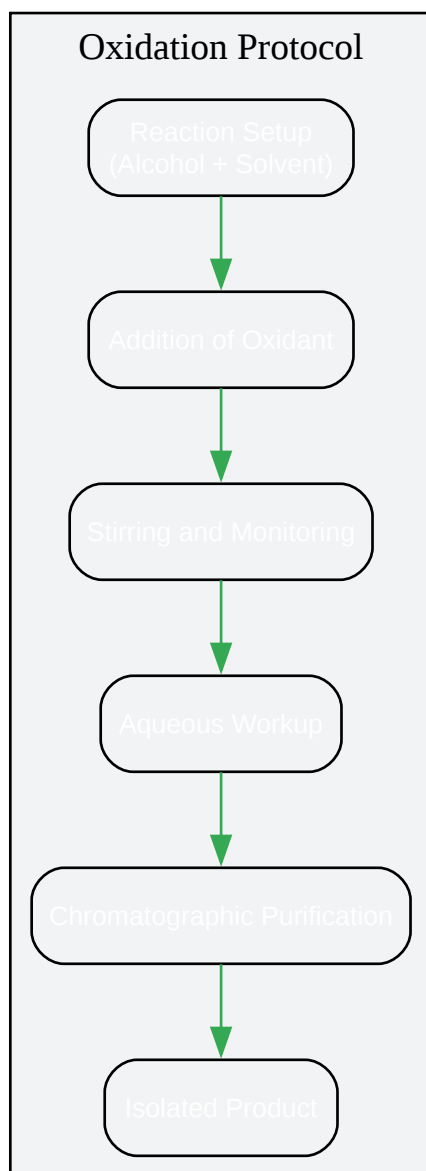 Oxidation Protocol
Reaction Setup
(Alcohol + Solvent)
Addition of Oxidant
Stirring and Monitoring
Aqueous Workup
Chromatographic Purification
Isolated Product